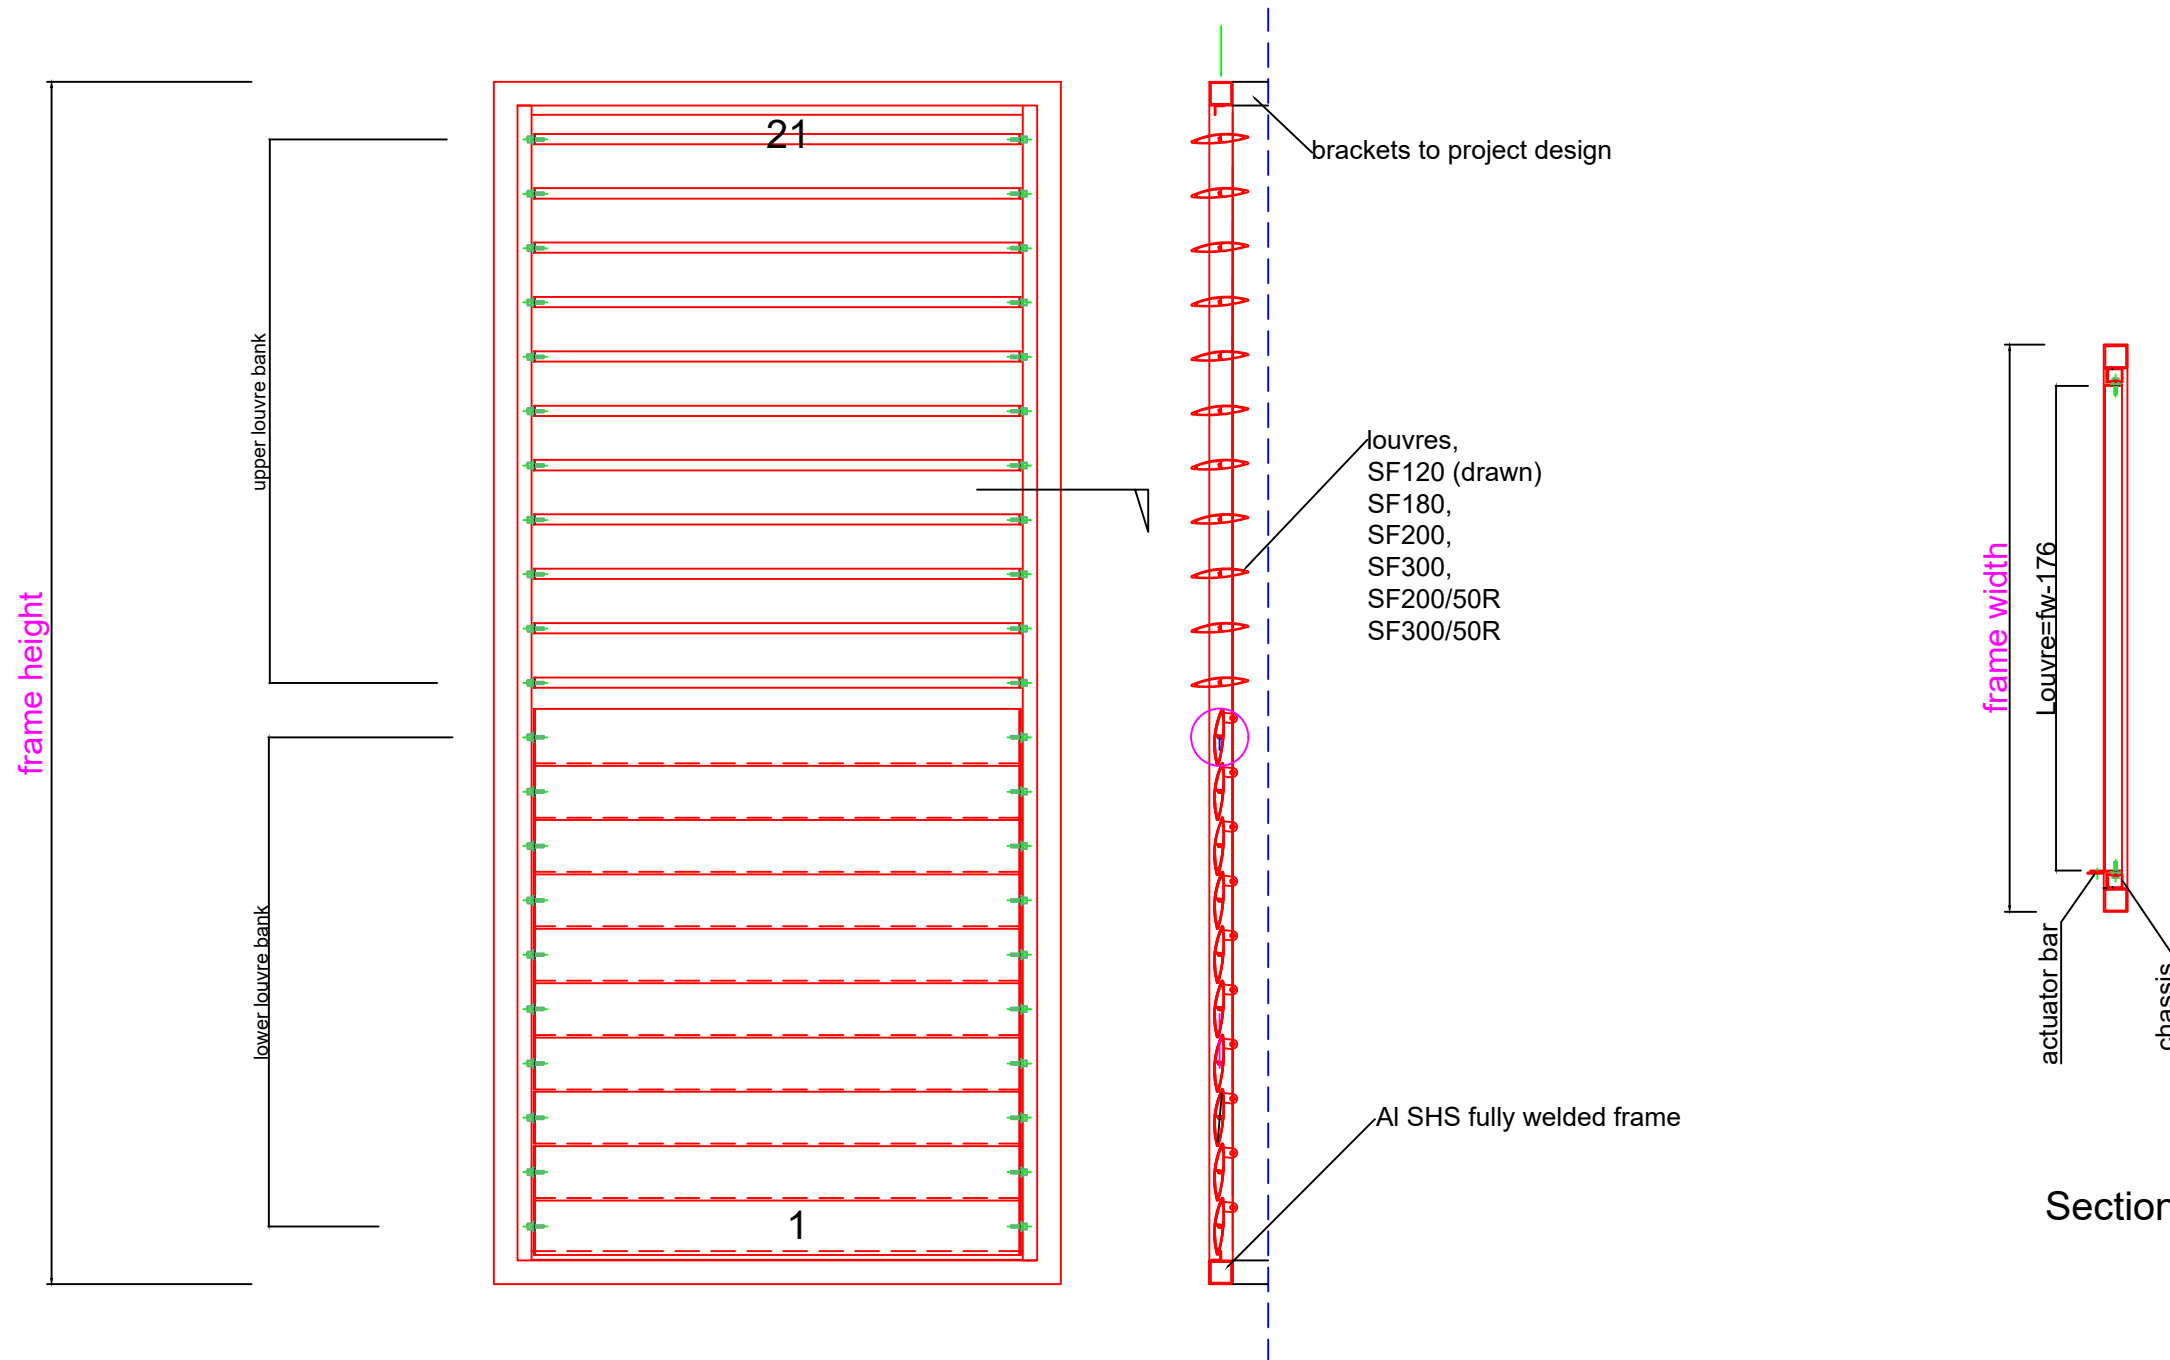 21
brackets to project design
upper louvre bank
louvres,
SF120 (drawn)
SF180,
SF200,
SF300,
SF200/50R
SF300/50R
frame height
frame width
Louvre=fw-176
lower louvre bank
actuator bar
chassis
Al SHS fully welded frame
1
Section